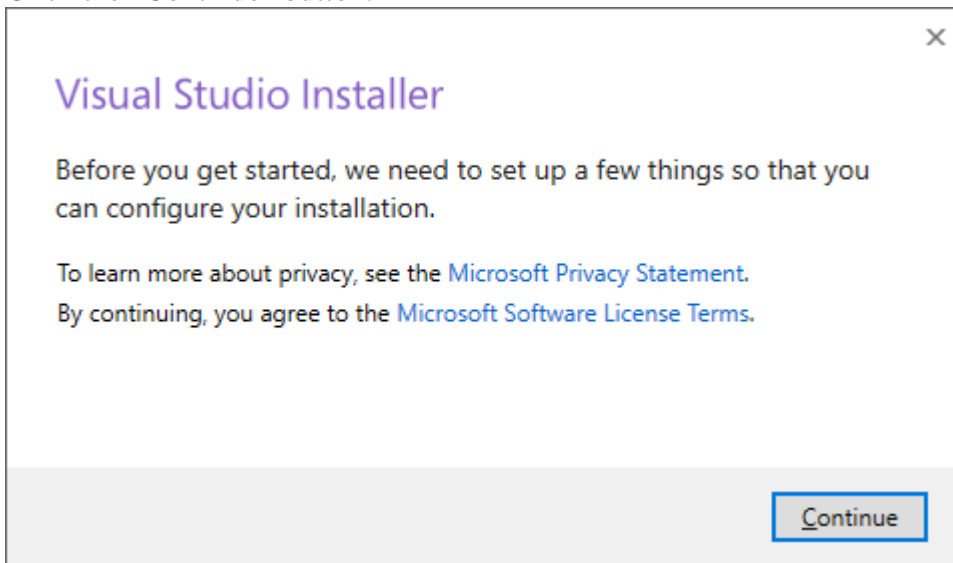 Visual Studio Installer
Before you get started, we need to set up a few things so that you
can configure your installation.
To learn more about privacy, see the Microsoft Privacy Statement.
By continuing, you agree to the Microsoft Software License Terms.
Continue